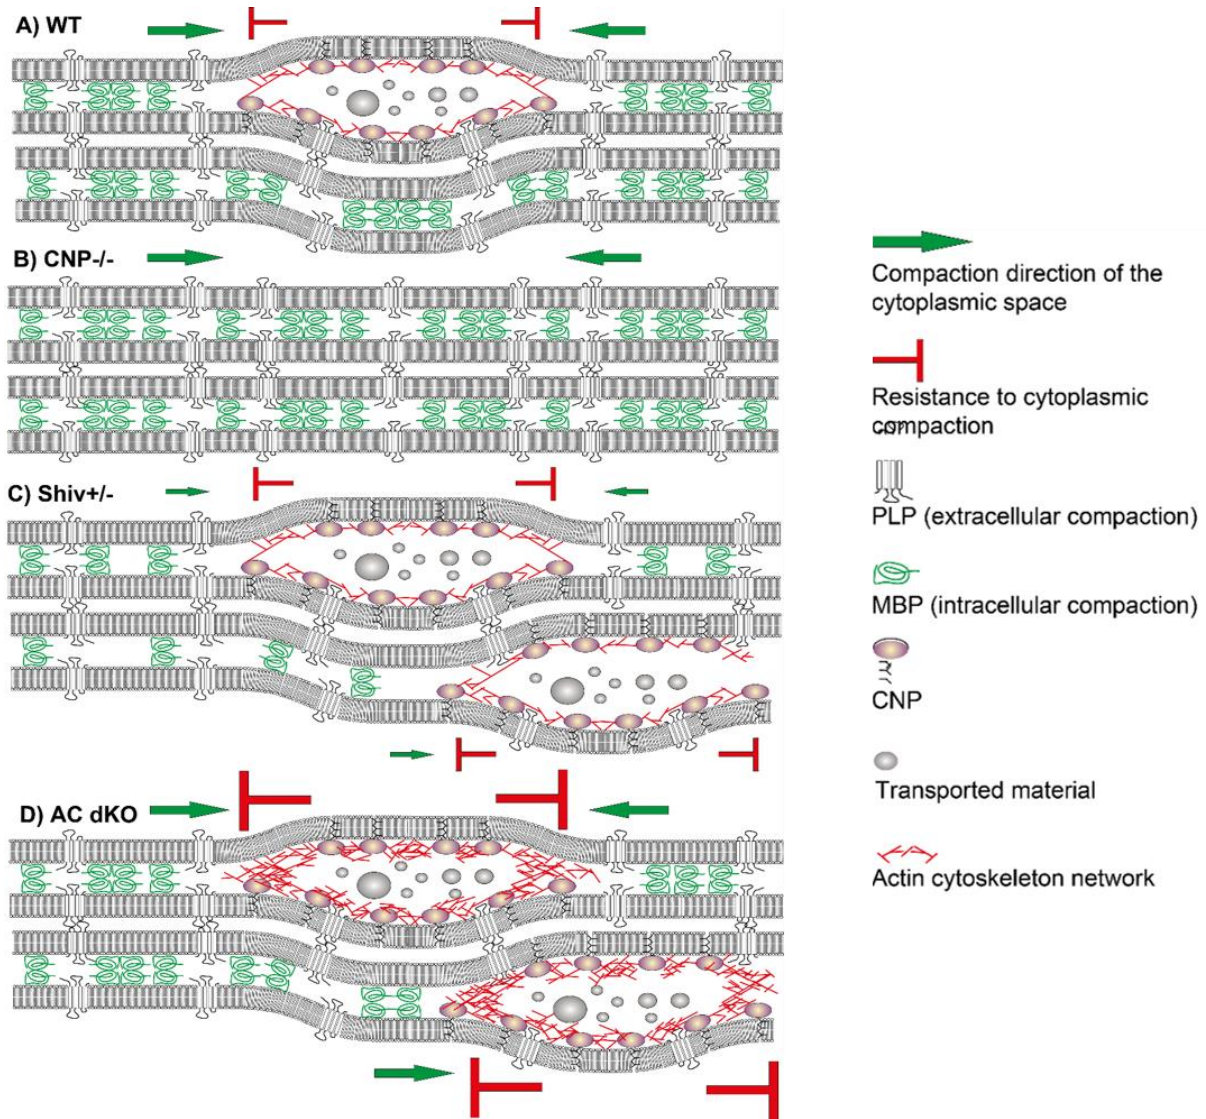 A) WT
B) CNP-/-
C) Shiv+/-
D) AC dKO
Compaction direction of the
cytoplasmic space
Resistance to cytoplasmic
compaction
PLP (extracellular compaction)
MBP (intracellular compaction)
CNP
Transported material
Actin cytoskeleton network